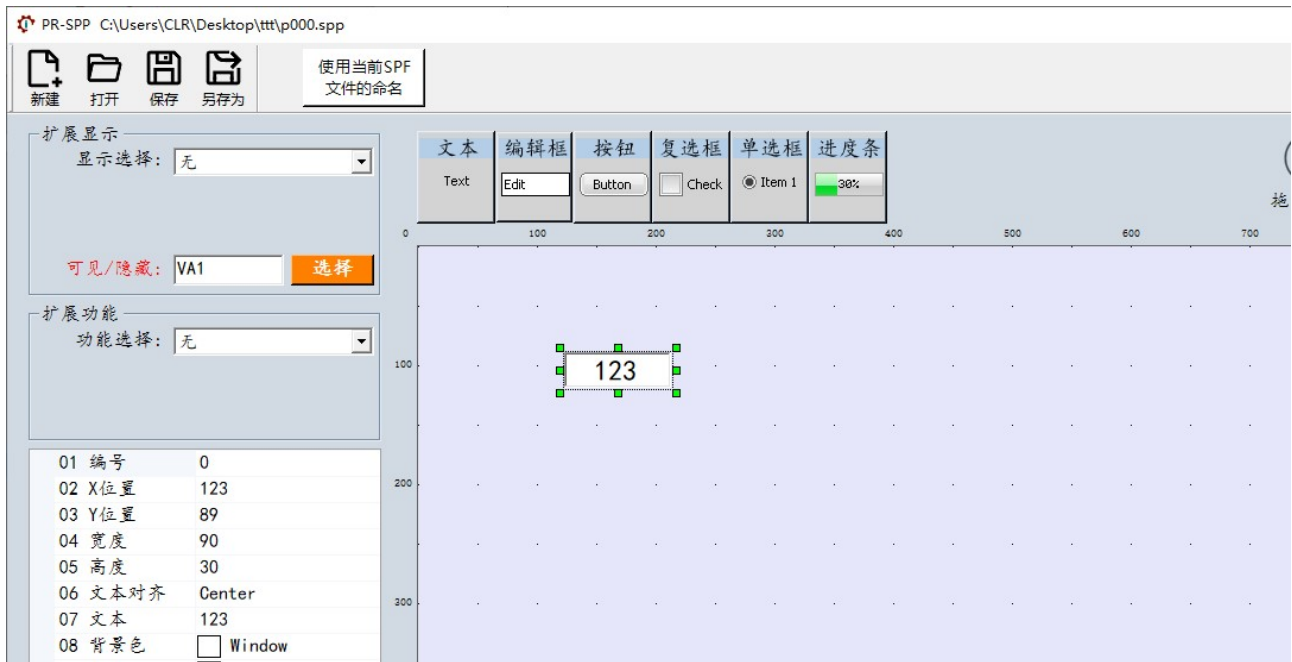 PR-SPP C:\Users\CLR\Desktop\ttt\p000.spp
新建 打开 保存 另存为
使用当前SPF
文件的命名
扩展显示
显示选择: 无
可见/隐藏: VA1 选择
扩展功能
功能选择: 无
01 编号 0
02 X位置 123
03 Y位置 89
04 宽度 90
05 高度 30
06 文本对齐 Center
07 文本 123
08 背景色 Window
文本 编辑框 按钮 复选框 单选框 进度条
Text Edit Button Check Item 1 30%
拖
0 100 200 300 400 500 600 700
100
123
200
300